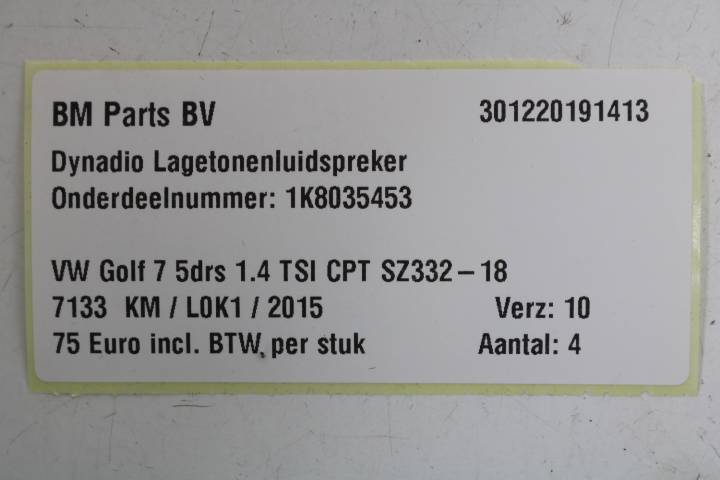 BM Parts BV 301220191413
Dynadio Lagetonenluidspreker
Onderdeelnummer: 1K8035453
VW Golf 7 5drs 1.4 TSI CPT SZ332-18
7133 KM / L0K1 / 2015 Verz: 10
75 Euro incl. BTW, per stuk Aantal: 4